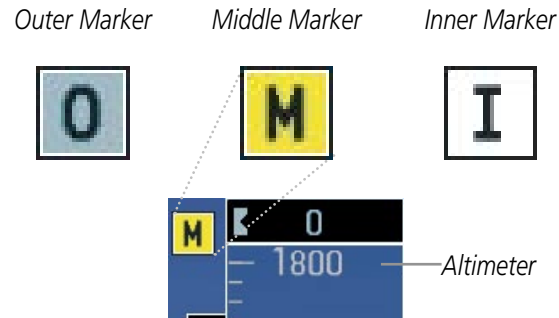 Outer Marker Middle Marker Inner Marker
O M I
M 0
1800 Altimeter